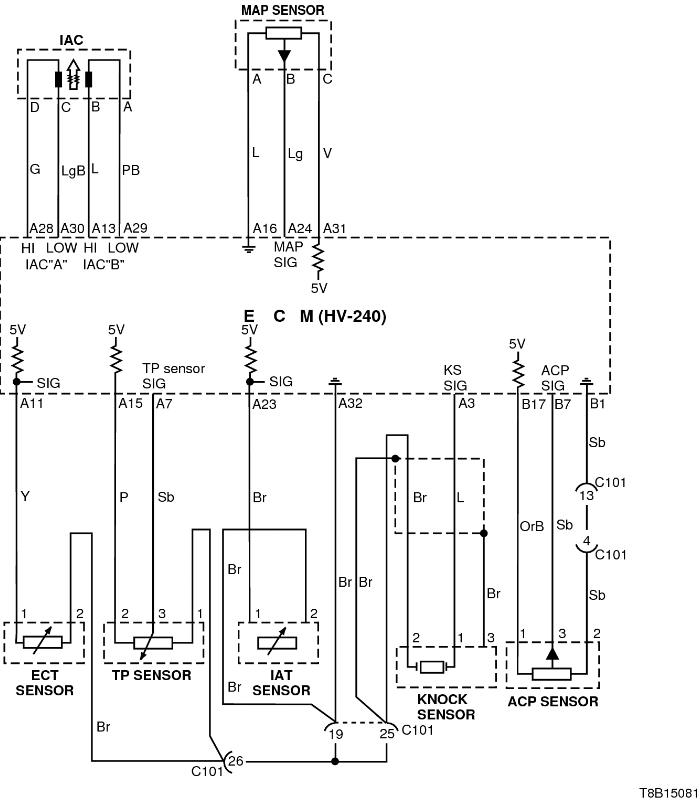 MAP SENSOR
IAC
A B C
D C B A
G LgB L PB
L Lg V
A28 A30 A13 A29
A16 A24 A31
HI LOW HI LOW
IAC"A" IAC"B"
MAP
SIG
5V
E C M (HV-240)
5V 5V 5V 5V
SIG
TP sensor
SIG
SIG
KS
SIG
ACP
SIG
A11 A15 A7 A23 A32 A3 B17 B7 B1
Sb
C101
13
Y P Sb Br Br L
OrB Sb
4
C101
Br Br Br Br Sb
1 2 2 3 1 1 2 2 1 3 1 3 2
ECT
SENSOR
TP SENSOR
IAT
SENSOR
Br
KNOCK
SENSOR
ACP SENSOR
Br
19 25 C101
C101 26
T8B15081